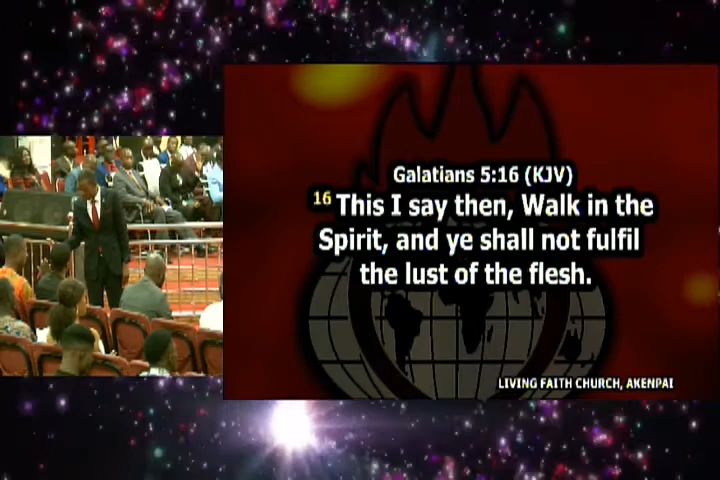 Galatians 5:16 (KJV)
16 This I say then, Walk in the
Spirit, and ye shall not fulfil
the lust of the flesh.
LIVING FAITH CHURCH, AKENPAI